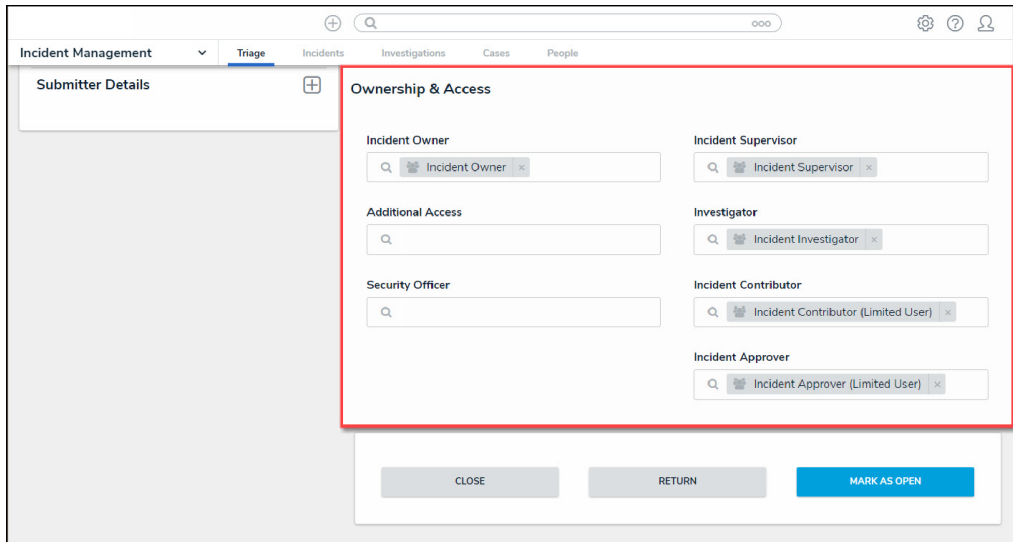 Incident Management
Triage
Incidents
Investigations
Cases
People
Submitter Details
Ownership & Access
Incident Owner
Incident Owner ×
Incident Supervisor
Incident Supervisor ×
Additional Access
Investigator
Incident Investigator ×
Security Officer
Incident Contributor
Incident Contributor (Limited User) ×
Incident Approver
Incident Approver (Limited User) ×
CLOSE
RETURN
MARK AS OPEN